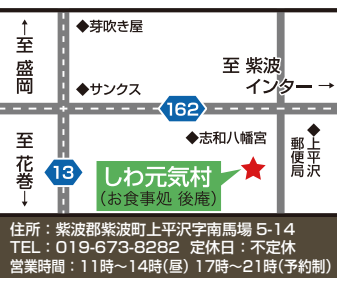 至 盛岡
◆芽吹き屋
◆サンクス
至 紫波
インター→
162
至 花巻
13
◆志和八幡宮
◆上平沢郵便局
しわ元気村
(お食事処 後庵)
住所:紫波郡紫波町上平沢字南馬場 5-14
TEL:019-673-8282 定休日:不定休
営業時間:11時〜14時(昼) 17時〜21時(予約制)